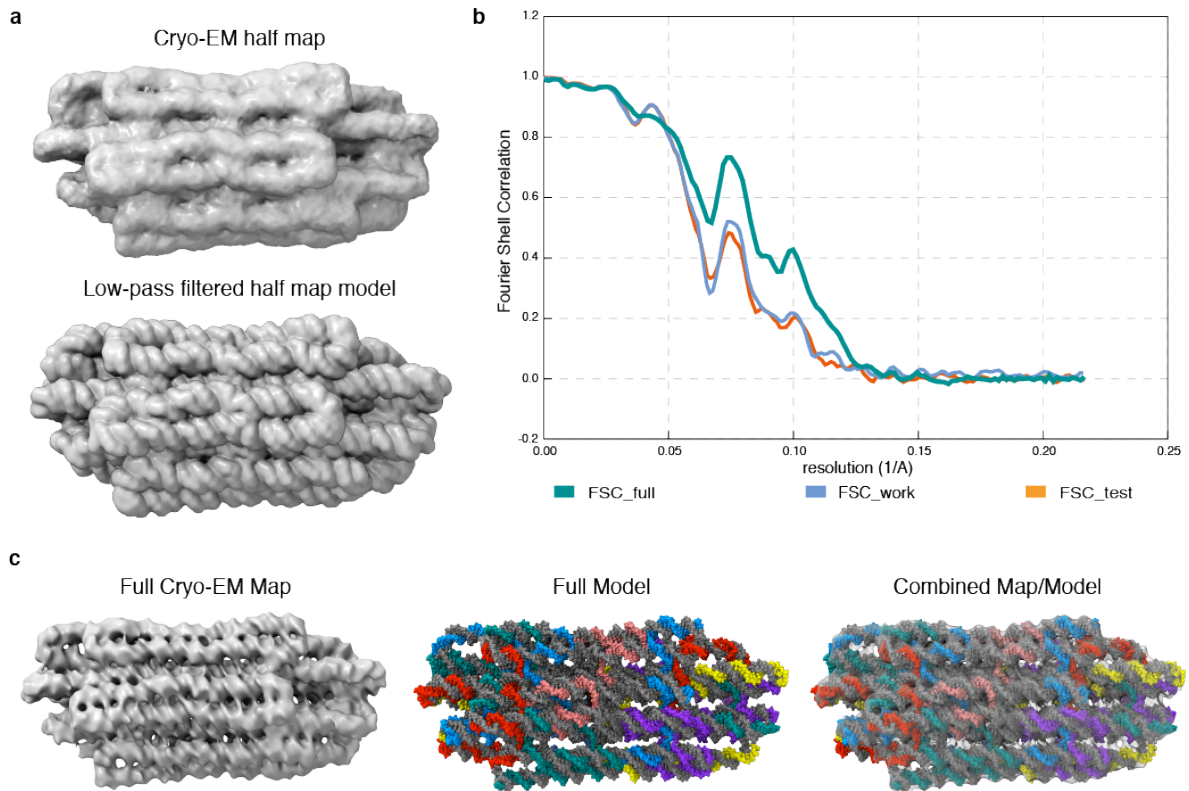 a
Cryo-EM half map
Low-pass filtered half map model
b
1.2
1.0
0.8
0.6
0.4
0.2
0.0
-0.2
Fourier Shell Correlation
0.00 0.05 0.10 0.15 0.20 0.25
resolution (1/A)
FSC_full FSC_work FSC_test
c
Full Cryo-EM Map Full Model Combined Map/Model